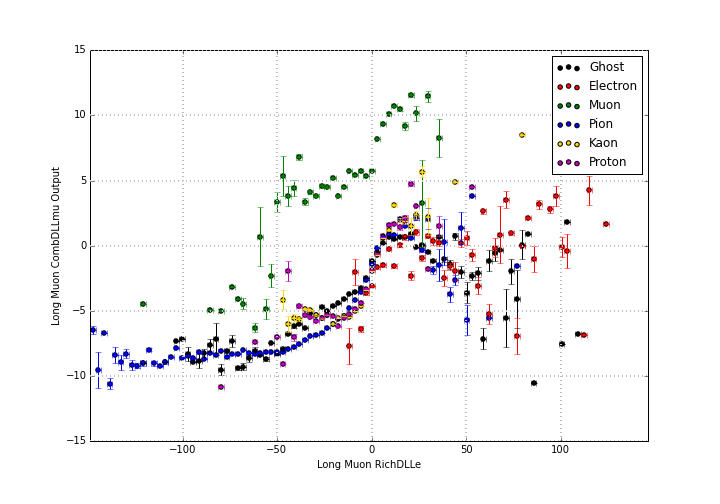 15
10
5
0
−5
−10
−15
−100
−50
0
50
100
Long Muon CombDLLmu Output
Long Muon RichDLLe
Ghost
Electron
Muon
Pion
Kaon
Proton